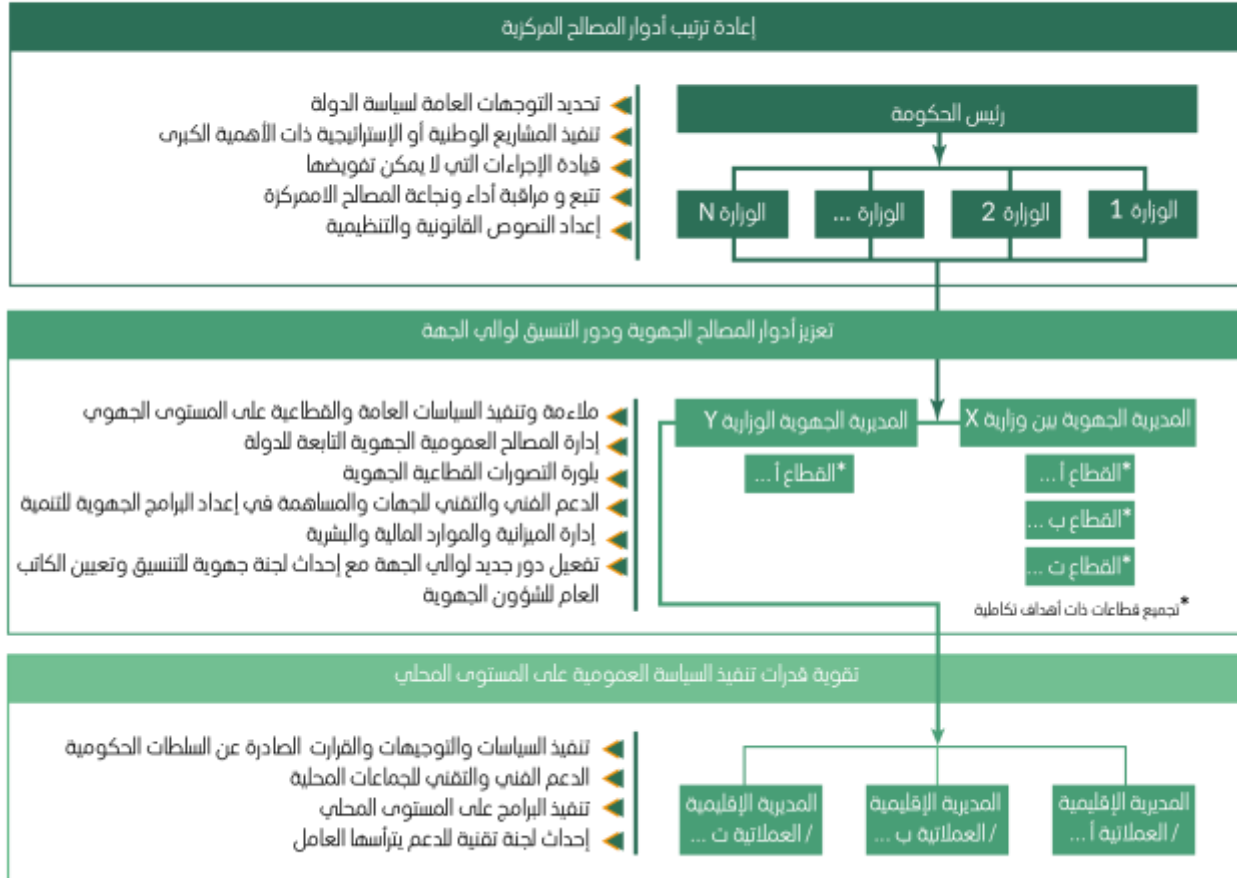 إعادة ترتيب أدوار المصالح المركزية
رئيس الحكومة
الوزارة 1
الوزارة 2
الوزارة ...
الوزارة N
تحديد التوجهات العامة لسياسة الدولة
تنفيذ المشاريع الوطنية أو الإستراتيجية ذات الأهمية الكبرى
قيادة الإجراءات التي لا يمكن تفويضها
تتبع و مراقبة أداء ونجاعة المصالح الاممركزة
إعداد النصوص القانونية والتنظيمية
تعزيز أدوار المصالح الجهوية ودور التنسيق لوالي الجهة
المديرية الجهوية بين وزارية X
المديرية الجهوية الوزارية Y
*القطاع أ ...
*القطاع ب ...
*القطاع ت ...
*القطاع أ ...
*تجميع قطاعات ذات أهداف تكاملية
ملاءمة وتنفيذ السياسات العامة والقطاعية على المستوى الجهوي
إدارة المصالح العمومية الجهوية التابعة للدولة
بلورة التصورات القطاعية الجهوية
الدعم الفني والتقني للجهات والمساهمة في إعداد البرامج الجهوية للتنمية
إدارة الميزانية والموارد المالية والبشرية
تفعيل دور جديد لوالي الجهة مع إحداث لجنة جهوية للتنسيق وتعيين الكاتب
العام للشؤون الجهوية
تقوية قدرات تنفيذ السياسة العمومية على المستوى المحلي
المديرية الإقليمية
/ العملاتية أ ...
المديرية الإقليمية
/ العملاتية ب ...
المديرية الإقليمية
/ العملاتية ت ...
تنفيذ السياسات والتوجيهات والقرارت الصادرة عن السلطات الحكومية
الدعم الفني والتقني للجماعات المحلية
تنفيذ البرامج على المستوى المحلي
إحداث لجنة تقنية للدعم يترأسها العامل